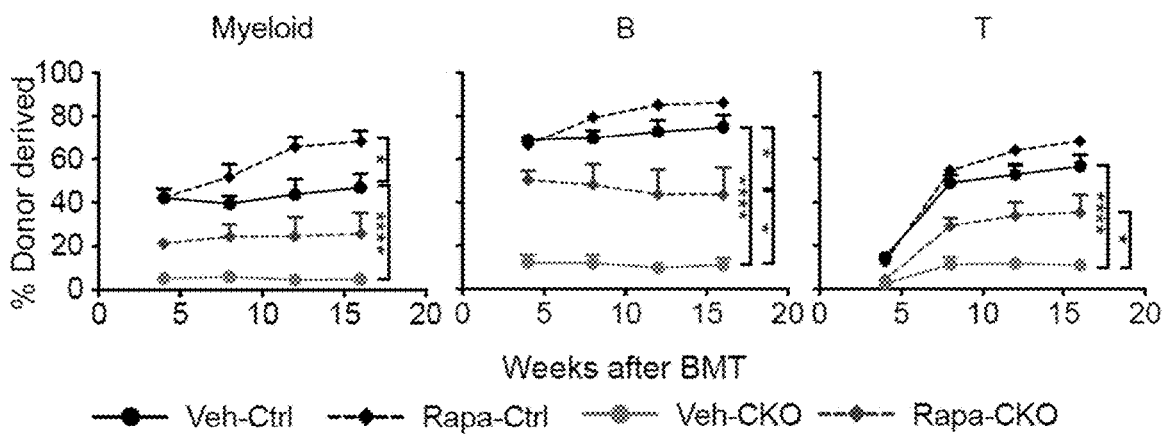 Myeloid B T
% Donor derived
100
80
60
40
20
0
0 5 10 15 20 0 5 10 15 20 0 5 10 15 20
* ****
**** * *
**** *
Weeks after BMT
Veh-Ctrl Rapa-Ctrl Veh-CKO Rapa-CKO